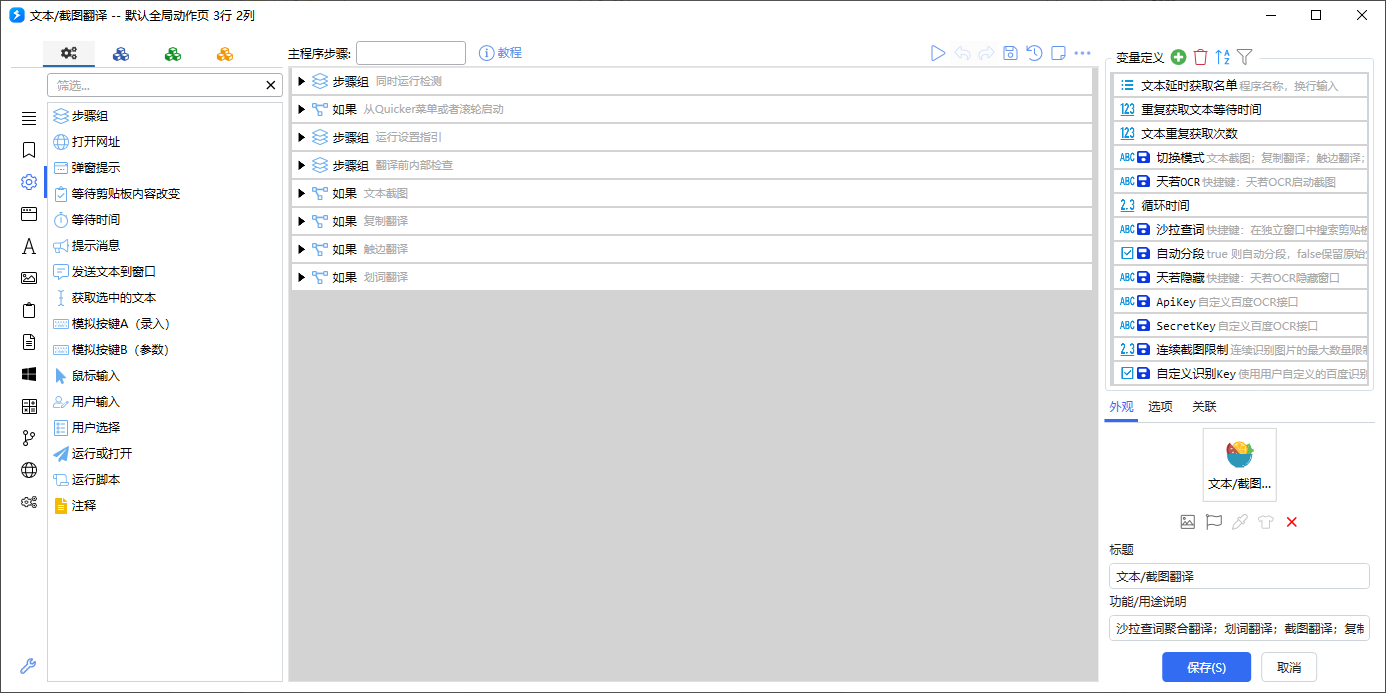 文本/截图翻译 -- 默认全局动作页 3行 2列
筛选...
步骤组
打开网址
弹窗提示
等待剪贴板内容改变
等待时间
提示消息
发送文本到窗口
获取选中的文本
模拟按键A（录入）
模拟按键B（参数）
鼠标输入
用户输入
用户选择
运行或打开
运行脚本
注释
主程序步骤:
教程
步骤组 同时运行检测
如果 从Quicker菜单或者滚轮启动
步骤组 运行设置指引
步骤组 翻译前内部检查
如果 文本截图
如果 复制翻译
如果 触边翻译
如果 划词翻译
变量定义
文本延时获取名单 程序名称，换行输入
123 重复获取文本等待时间
123 文本重复获取次数
ABC 切换模式 文本截图；复制翻译；触边翻译；
ABC 天若OCR 快捷键：天若OCR启动截图
2.3 循环时间
ABC 沙拉查词 快捷键：在独立窗口中搜索剪贴板
自动分段 true 则自动分段，false保留原始
ABC 天若隐藏 快捷键：天若OCR隐藏窗口
ABC ApiKey 自定义百度OCR接口
ABC SecretKey 自定义百度OCR接口
2.3 连续截图限制 连续识别图片的最大数量限制
自定义识别Key 使用用户自定义的百度识别
外观 选项 关联
文本/截图...
标题
文本/截图翻译
功能/用途说明
沙拉查词聚合翻译；划词翻译；截图翻译；复制
保存(S) 取消